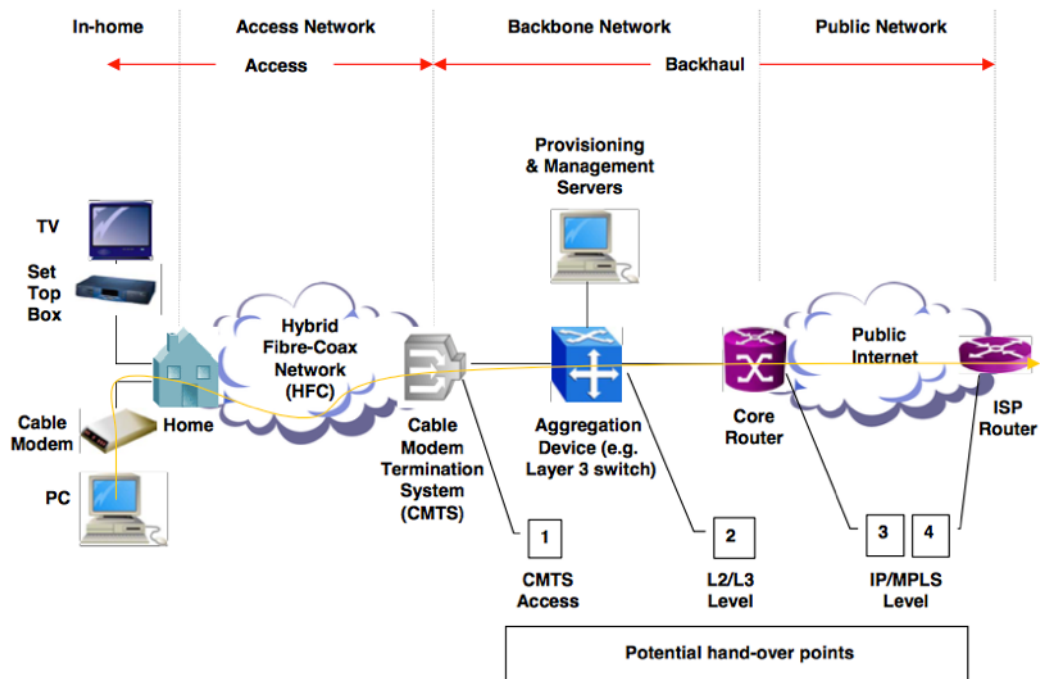 In-home
Access Network
Backbone Network
Public Network
Access
Backhaul
Provisioning
& Management
Servers
TV
Set
Top
Box
Hybrid
Fibre-Coax
Network
(HFC)
Public
Internet
Cable
Modem
Home
PC
Cable
Modem
Termination
System
(CMTS)
Aggregation
Device (e.g.
Layer 3 switch)
Core
Router
ISP
Router
1
2
3
4
CMTS
Access
L2/L3
Level
IP/MPLS
Level
Potential hand-over points